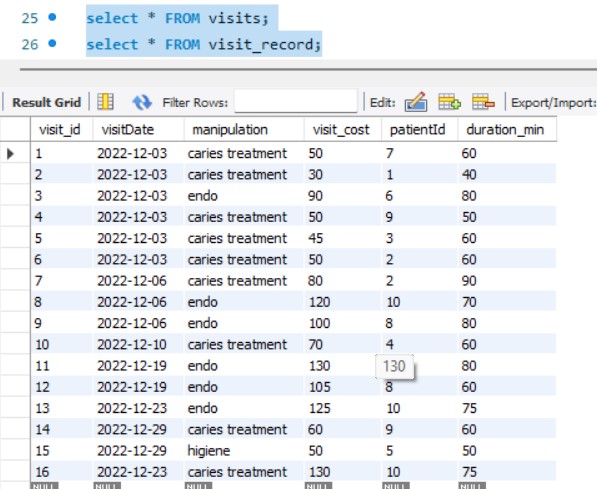 25 select * FROM visits;
26 select * FROM visit_record;
Result Grid Filter Rows: Edit: Export/Import:
visit_id visitDate manipulation visit_cost patientId duration_min
1 2022-12-03 caries treatment 50 7 60
2 2022-12-03 caries treatment 30 1 40
3 2022-12-03 endo 90 6 80
4 2022-12-03 caries treatment 50 9 50
5 2022-12-03 caries treatment 45 3 60
6 2022-12-03 caries treatment 50 2 60
7 2022-12-06 caries treatment 80 2 90
8 2022-12-06 endo 120 10 70
9 2022-12-06 endo 100 8 80
10 2022-12-10 caries treatment 70 4 60
11 2022-12-19 endo 130 130 80
12 2022-12-19 endo 105 8 60
13 2022-12-23 endo 125 10 75
14 2022-12-29 caries treatment 60 9 60
15 2022-12-29 higiene 50 5 50
16 2022-12-23 caries treatment 130 10 75
NULL NULL NULL NULL NULL NULL